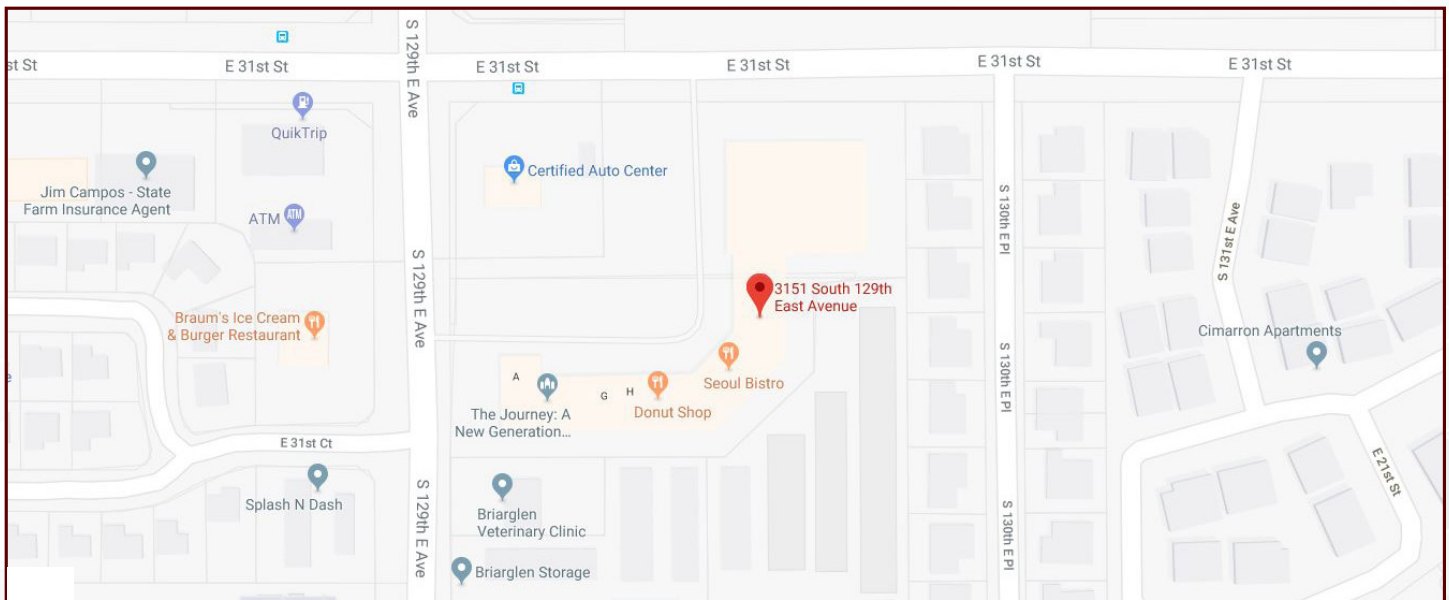 st St
E 31st St
E 31st St
E 31st St
E 31st St
E 31st St
S 129th E Ave
QuikTrip
Jim Campos - State
Farm Insurance Agent
ATM
ATM
Certified Auto Center
S 130th E Pl
S 131st E Ave
S 129th E Ave
S 129th E Ave
3151 South 129th
East Avenue
Braum's Ice Cream
& Burger Restaurant
Cimarron Apartments
S 130th E Pl
e
A
G
H
Seoul Bistro
Donut Shop
The Journey: A
New Generation...
E 31st Ct
Splash N Dash
Briarglen
Veterinary Clinic
S 129th E Ave
E 21st St
S 130th E Pl
Briarglen Storage